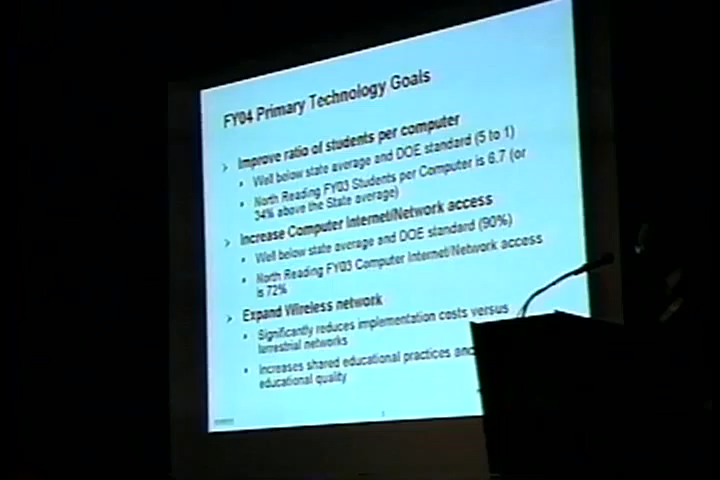 FY04 Primary Technology Goals
Improve ratio of students per computer
Well below state average and DOE standard (5 to 1)
North Reading FY03 Students per Computer is 6.7 (or
34% above the State average)
Increase Computer Internet/Network access
Well below state average and DOE standard (90%)
North Reading FY03 Computer Internet/Network access
is 72%
Expand Wireless network
Significantly reduces implementation costs versus
terrestrial networks
Increases shared educational practices and
educational quality